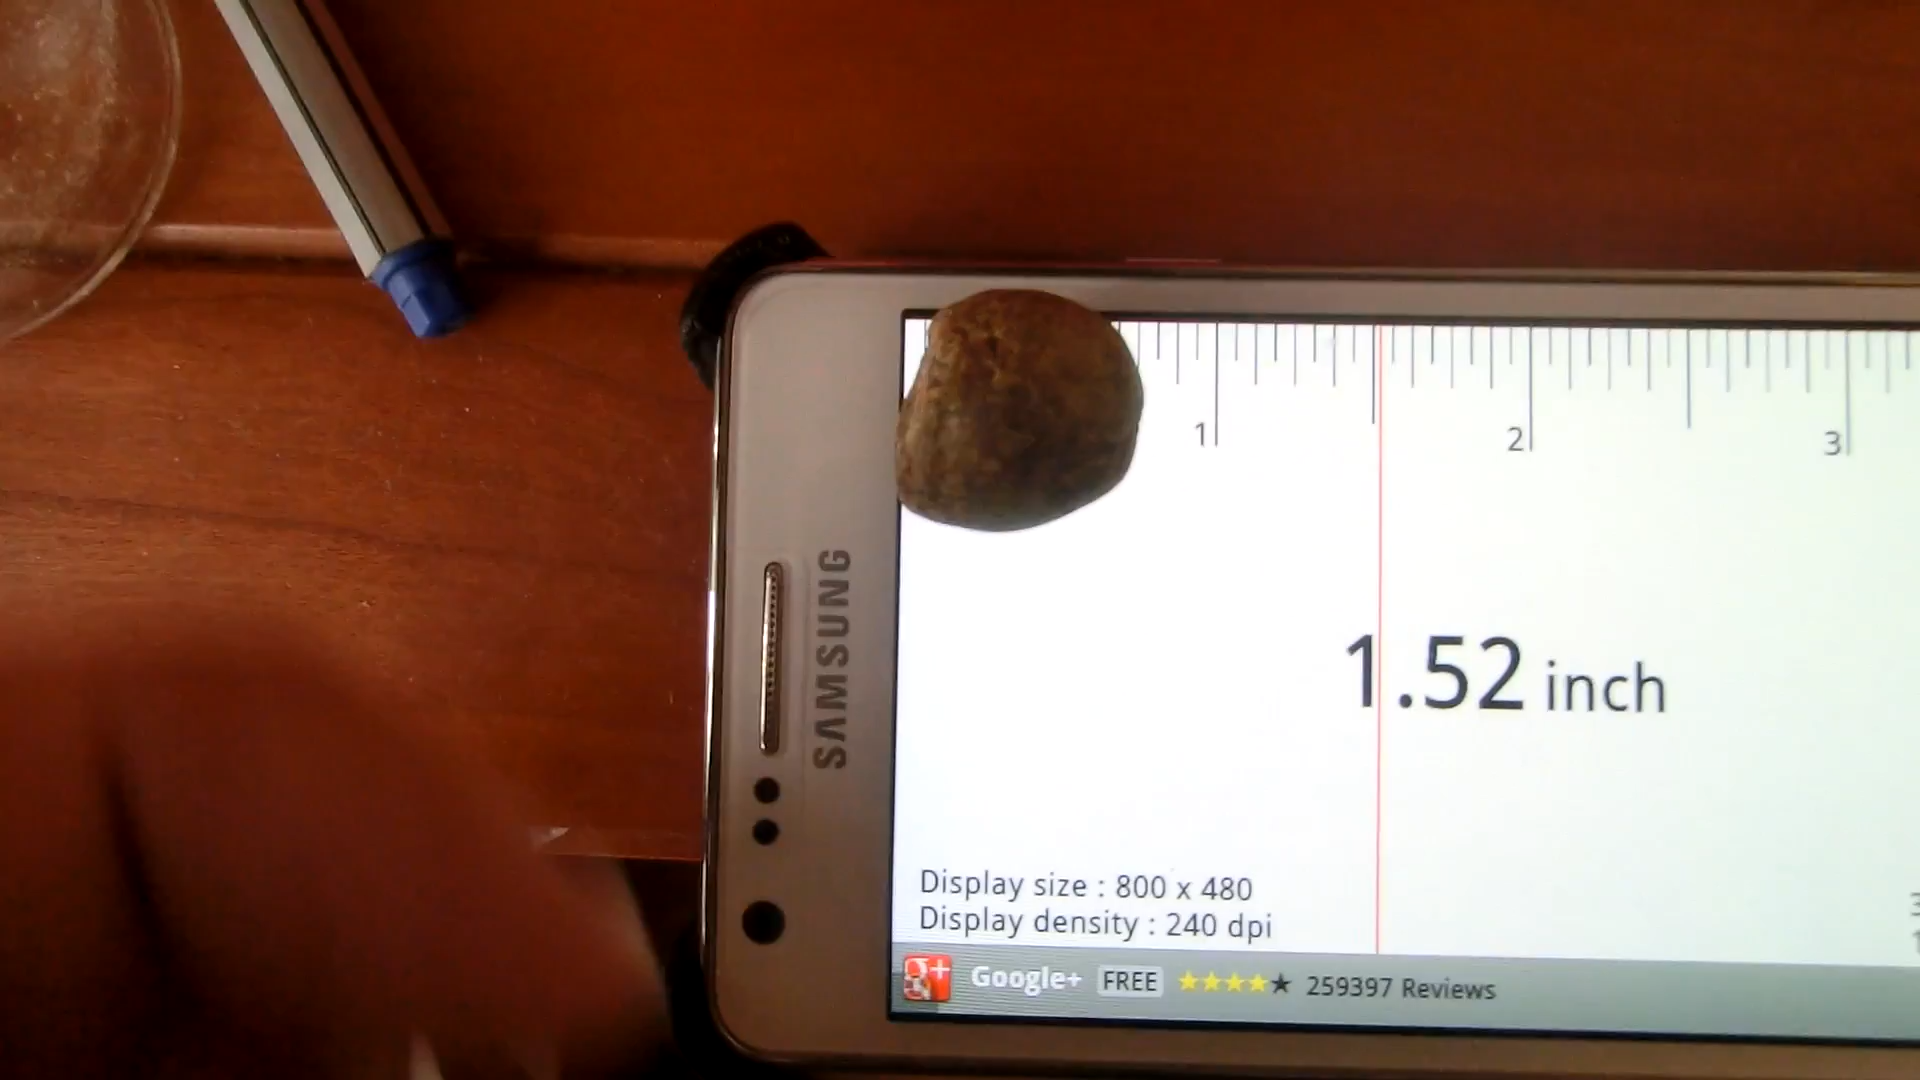 1 2 3
SAMSUNG
1.52 inch
Display size : 800 x 480
Display density : 240 dpi
Google+ FREE 259397 Reviews